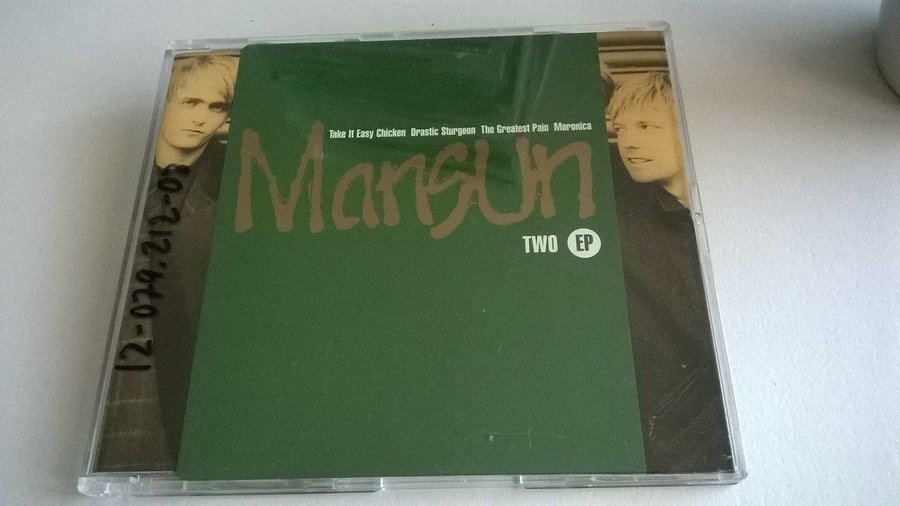 Take It Easy Chicken Drastic Sturgeon The Greatest Pain Moronica
Mansun
TWO EP
12-079.212-05